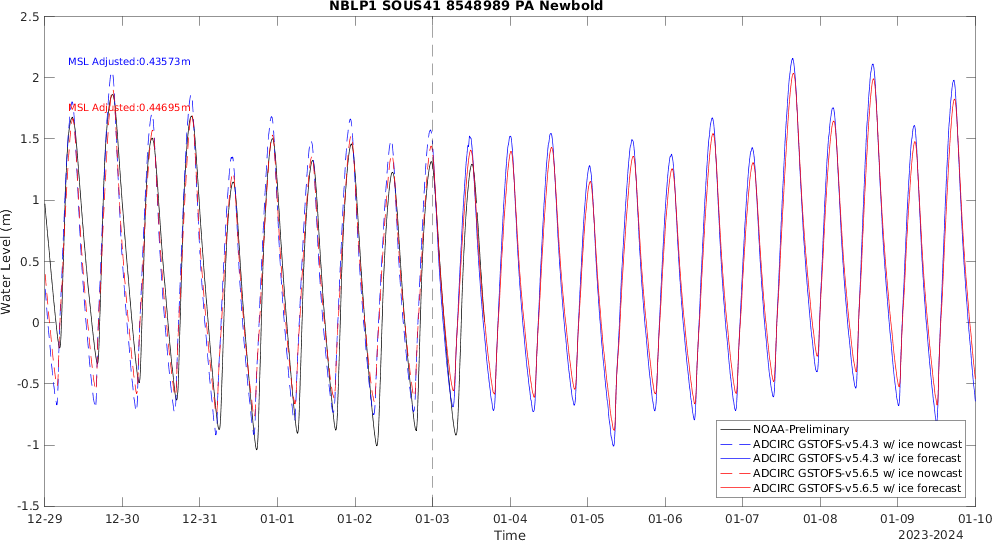 NBLP1 SOUS41 8548989 PA Newbold
2.5
MSL Adjusted:0.43573m
2
MSL Adjusted:0.44695m
1.5
1
Water Level (m)
0.5
0
-0.5
NOAA-Preliminary
ADCIRC GSTOFS-v5.4.3 w/ ice nowcast
-1
ADCIRC GSTOFS-v5.4.3 w/ ice forecast
ADCIRC GSTOFS-v5.6.5 w/ ice nowcast
ADCIRC GSTOFS-v5.6.5 w/ ice forecast
-1.5
12-29 12-30 12-31 01-01 01-02 01-03 01-04 01-05 01-06 01-07 01-08 01-09 01-10
Time
2023-2024